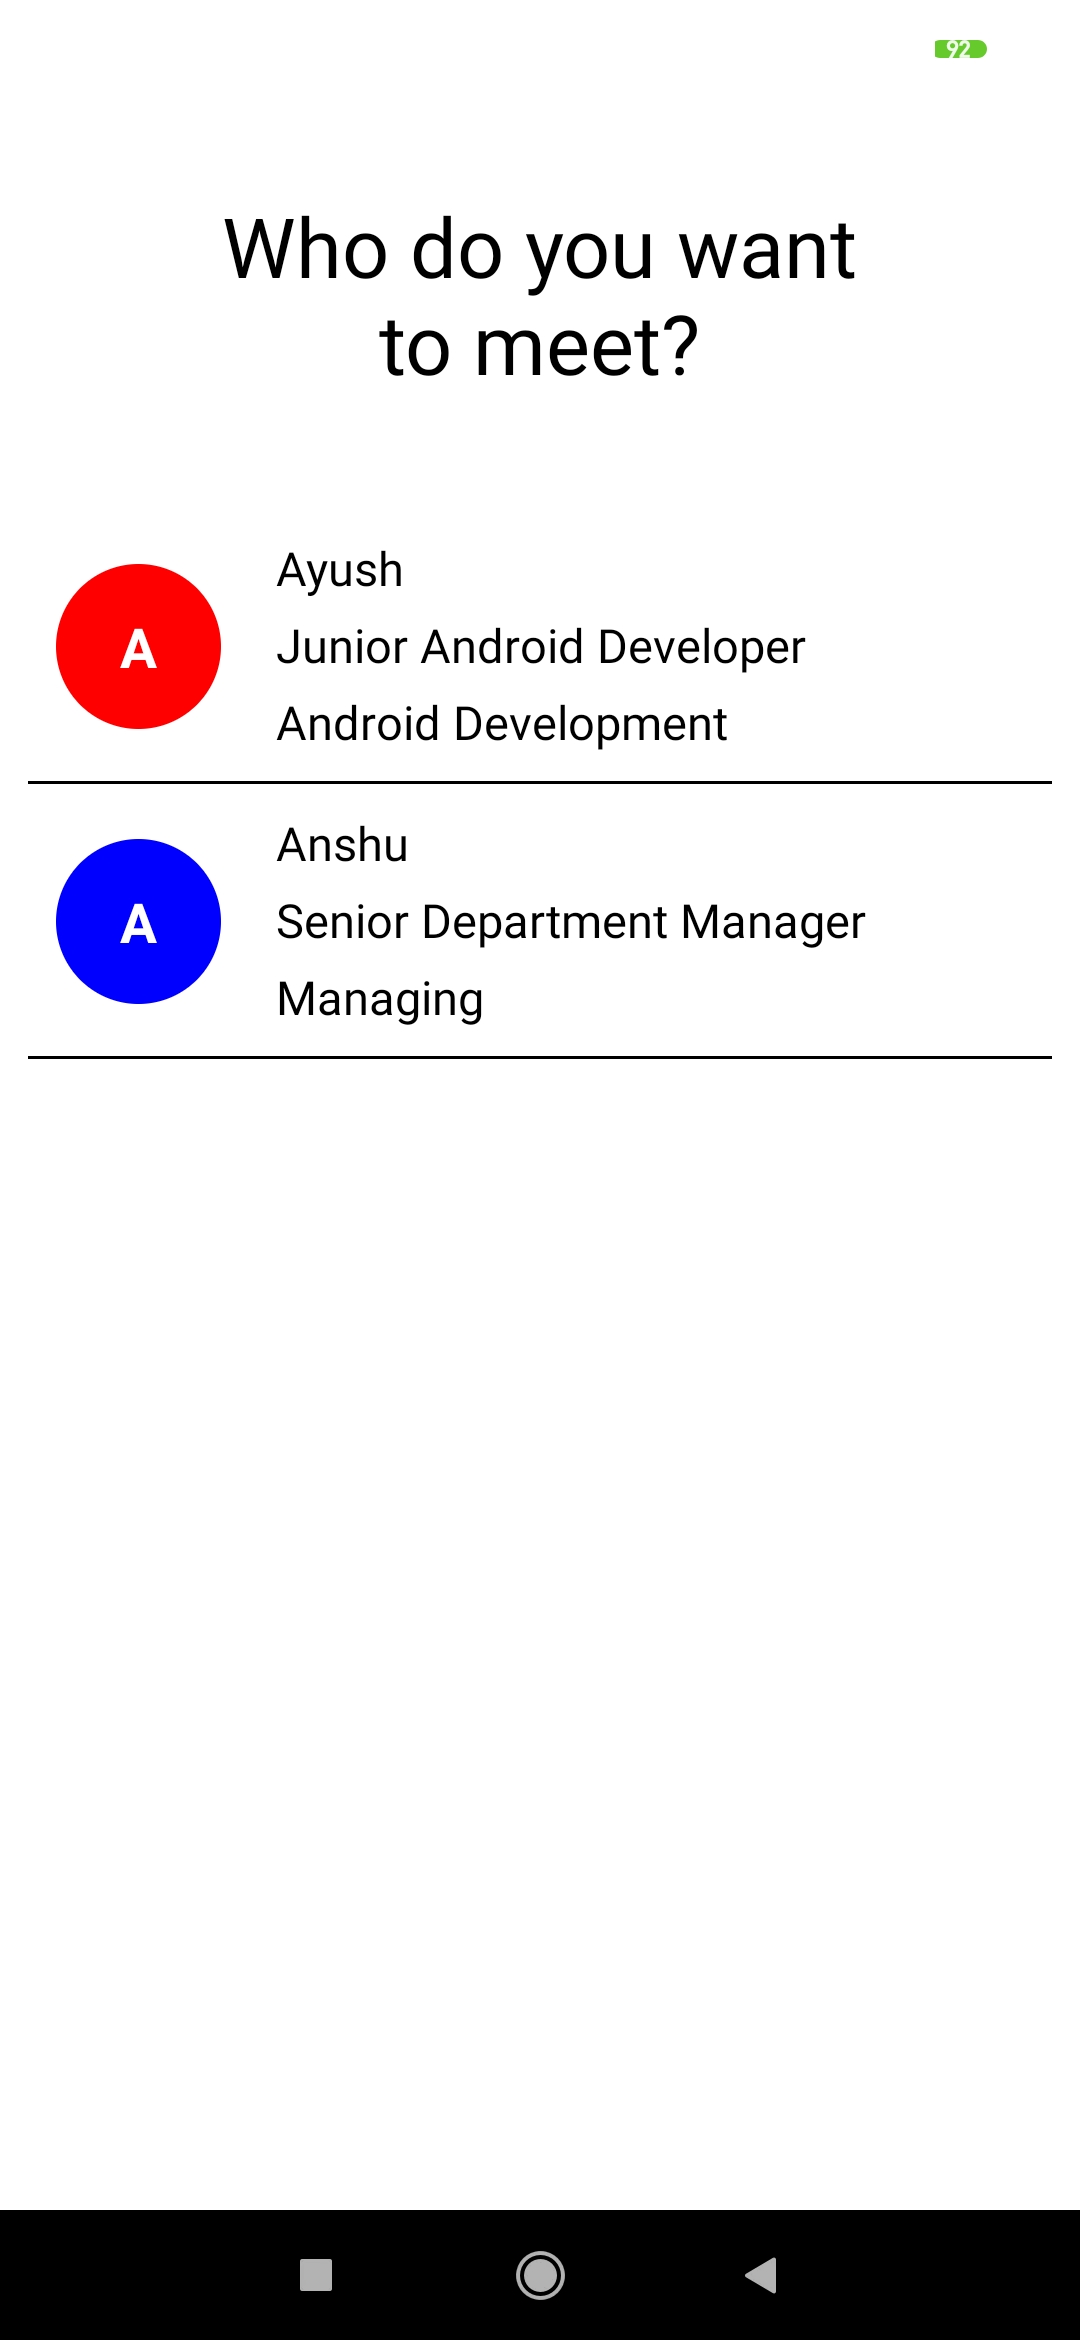 92
Who do you want
to meet?
A
Ayush
Junior Android Developer
Android Development
A
Anshu
Senior Department Manager
Managing